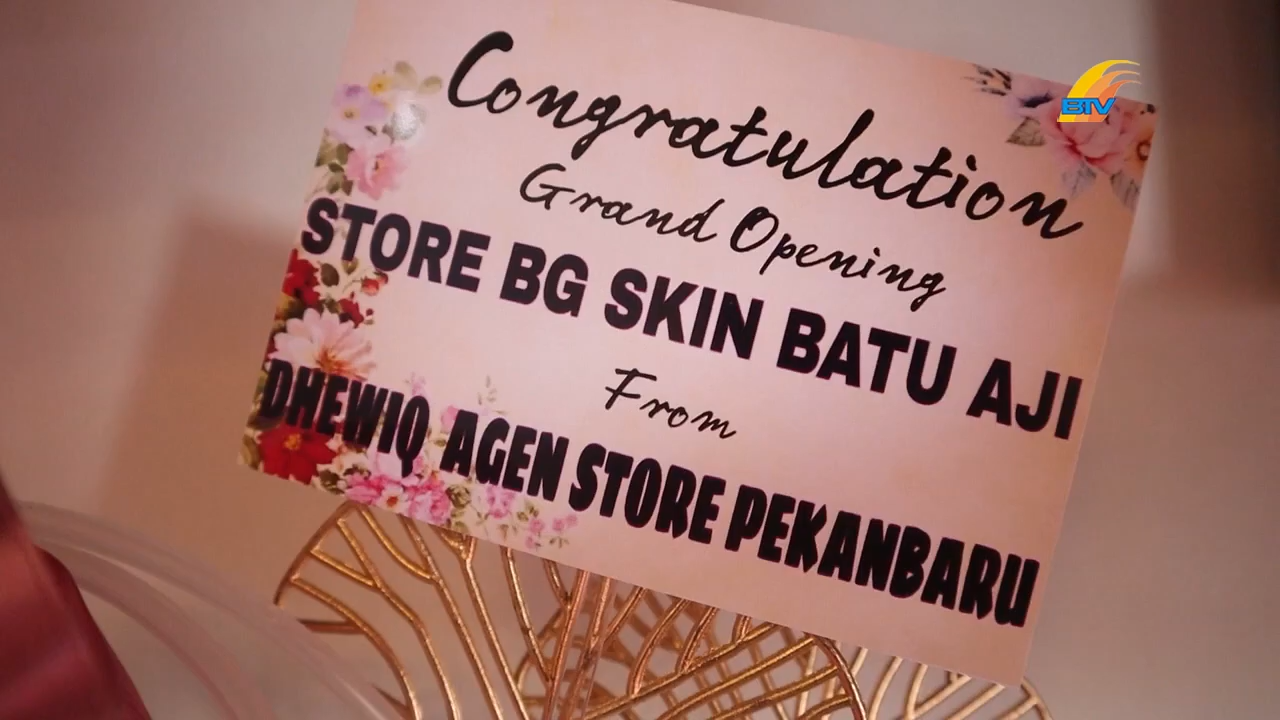 BTV
Congratulation
Grand Opening
STORE BG SKIN BATU AJI
From
DHEWIQ AGEN STORE PEKANBARU